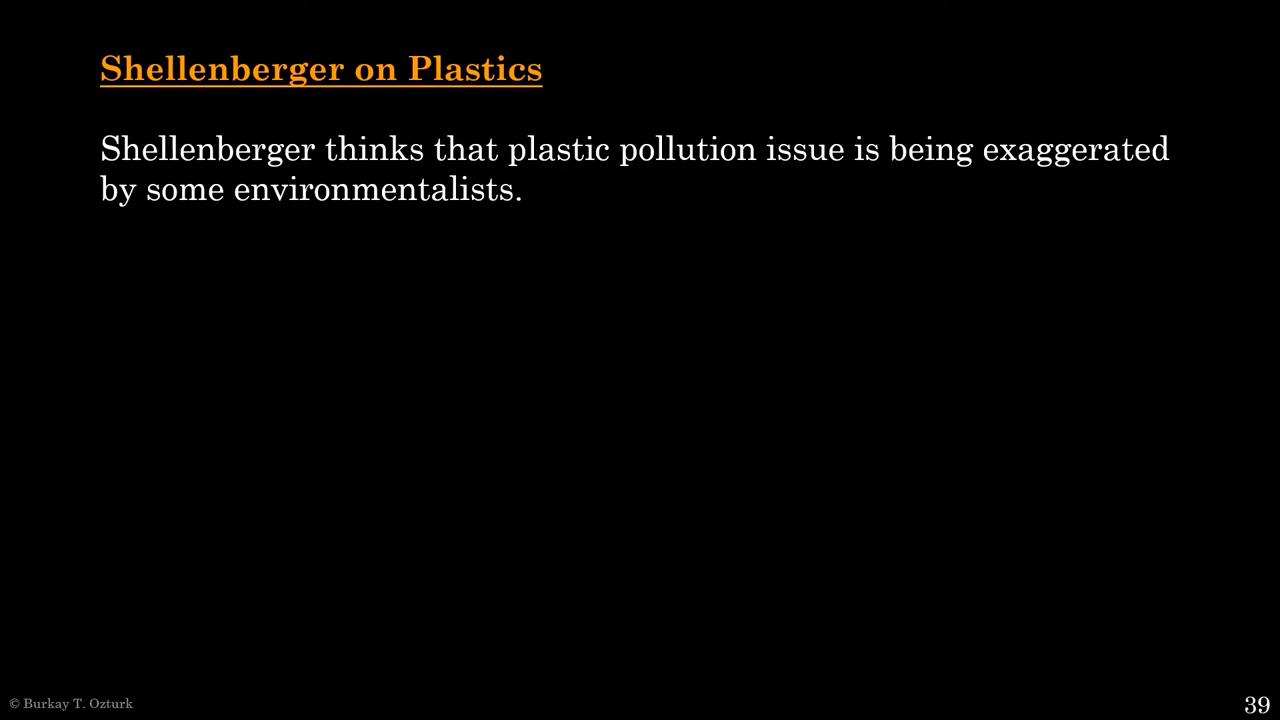 Shellenberger on Plastics
Shellenberger thinks that plastic pollution issue is being exaggerated
by some environmentalists.
© Burkay T. Ozturk
39